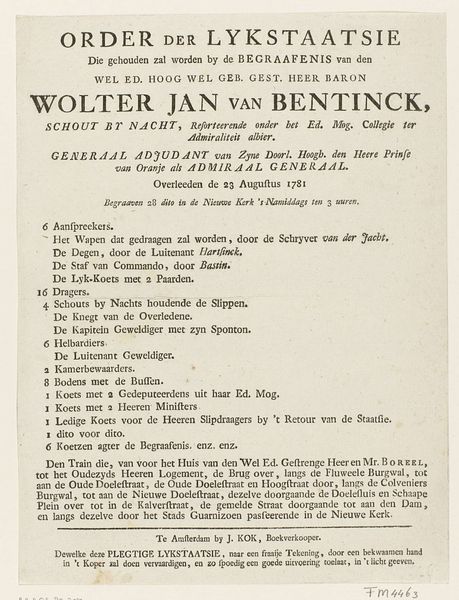 ORDER DER LYKSTAATSIE
Die gehouden zal worden by de BEGRAAFENIS van den
WEL ED. HOOG WEL GEB. GEST. HEER BARON
WOLTER JAN VAN BENTINCK,
SCHOUT BY NACHT, Resorteerende onder het Ed. Mog. Collegie ter
Admiraliteit alhier.
GENERAAL ADJUDANT van Zyne Doorl. Hoogh. den Heere Prinse
van Oranje als ADMIRAAL GENERAAL.
Overleeden de 23 Augustus 1781
Begraaven 28 dito in de Nieuwe Kerk 's Namiddags ten 3 uuren.
6 Aanspreekers.
Het Wapen dat gedraagen zal worden, door de Schryver van der Jacht.
De Degen, door de Luitenant Hartsinck.
De Staf van Commando, door Bastin.
De Lyk-Koets met 2 Paarden.
16 Dragers.
4 Schouts by Nachts houdende de Slippen.
De Knegt van de Overledene.
De Kapitein Geweldiger met zyn Sponton.
6 Helbardiers.
De Luitenant Geweldiger.
2 Kamerbewaarders.
8 Bodens met de Bussen.
1 Koets met 2 Gedeputeerdens uit haar Ed. Mog.
1 Koets met 2 Heeren Ministers
1 Ledige Koets voor de Heeren Slipdraagers by 't Retour van de Staatsie.
1 dito voor dito.
6 Koetzen agter de Begraafenis. enz. enz.
Den Train die, van voor het Huis van den Wel Ed. Gestrenge Heer en Mr. BOREEL,
tot het Oudezyds Heeren Logement, de Brug over, langs de Fluweele Burgwal, tot
aan de Oude Doelestraat, de Oude Doelestraat en Hoogstraat door, langs de Colveniers
Burgwal, tot aan de Nieuwe Doelestraat, dezelve doorgaande de Doelesluis en Schaape
Plein over tot in de Kalverstraat, de gemelde Straat doorgaande tot aan den Dam,
en langs dezelve door het Stads Guarnizoen passeerende in de Nieuwe Kerk.
Te Amsterdam by J. KOK, Boekverkooper.
Dewelke deze PLEGTIGE LYKSTAATSIE, naar een fraaije Tekening, door een bekwaamen hand
in 't Koper zal doen vervaardigen, en zo spoedig een goede uitvoering toelaat, in 't licht geeven.
FM4463